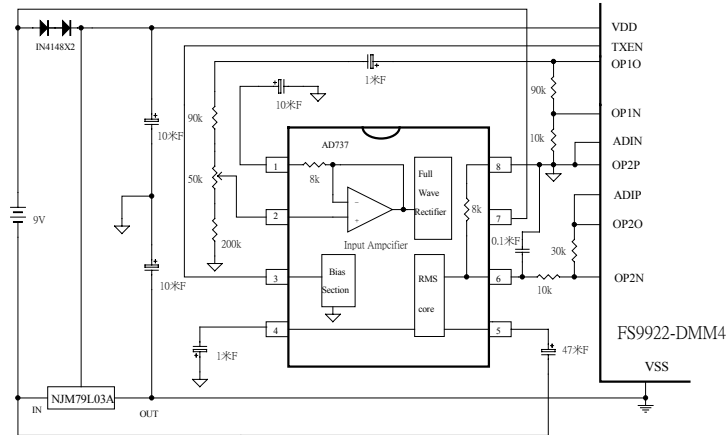 VDD
TXEN
IN4148X2
OP1O
1米F
90k
10米F
90k
OP1N
10米F
10k
AD737
ADIN
1
8k
Full
Wave
Rectifier
8
OP2P
50k
ADIP
2
7
8k
9V
0.1米F
OP2O
200k
Input Ampcifier
30k
10米F
3
Bias
Section
RMS
core
6
10k
OP2N
4
5
FS9922-DMM4
1米F
47米F
VSS
NJM79L03A
IN
OUT